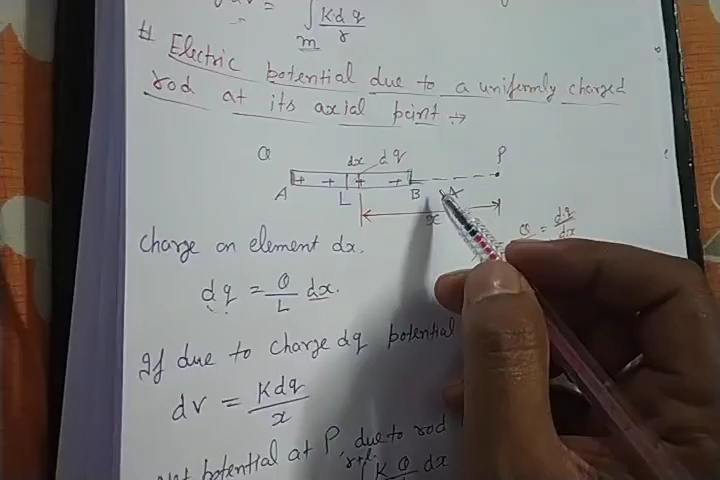 ∫ Kdq/r
m
# Electric potential due to a uniformly charged
rod at its axial point →
Q dx dq P
A + + + + B
L
x
Q/L = dq/dx
charge on element dx.
dq = Q/L dx.
If due to charge dq potential
dv = Kdq/x
Net potential at P, due to rod
r+L
∫ K Q/L dx